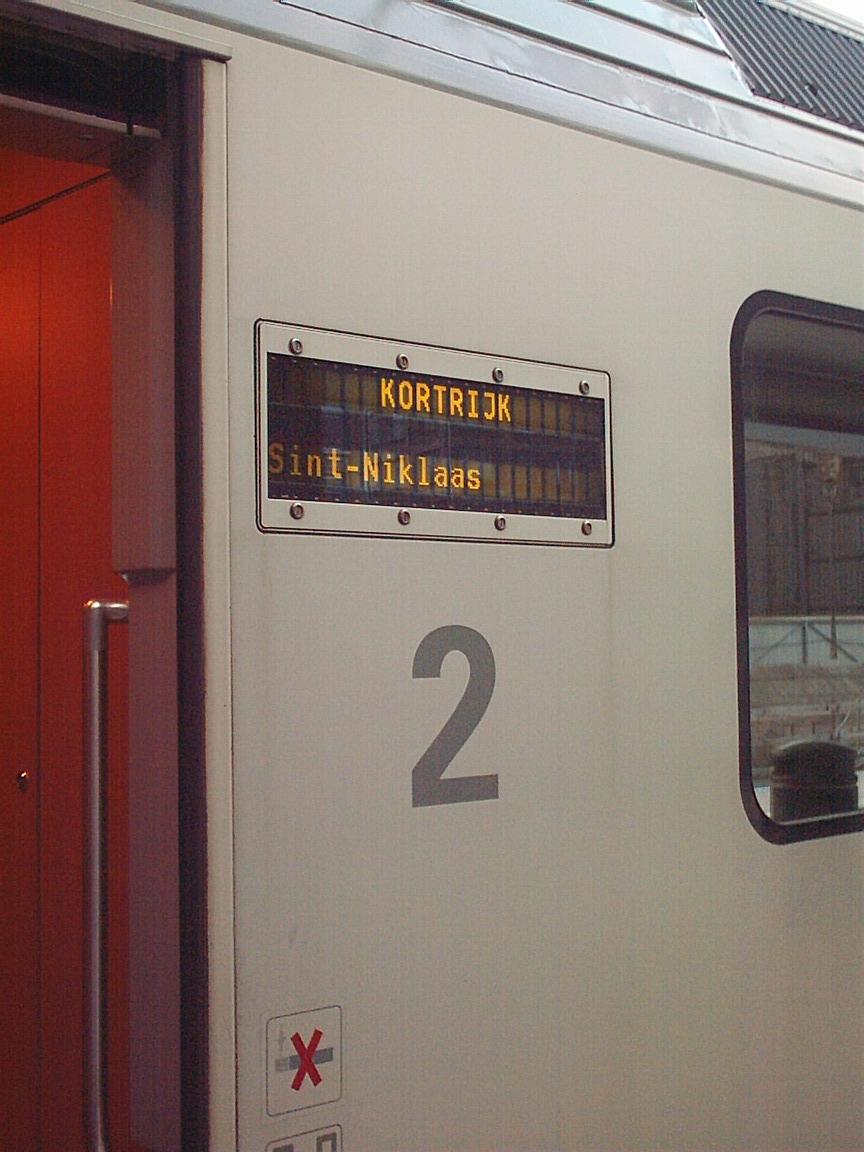 KORTRIJK
Sint-Niklaas
2